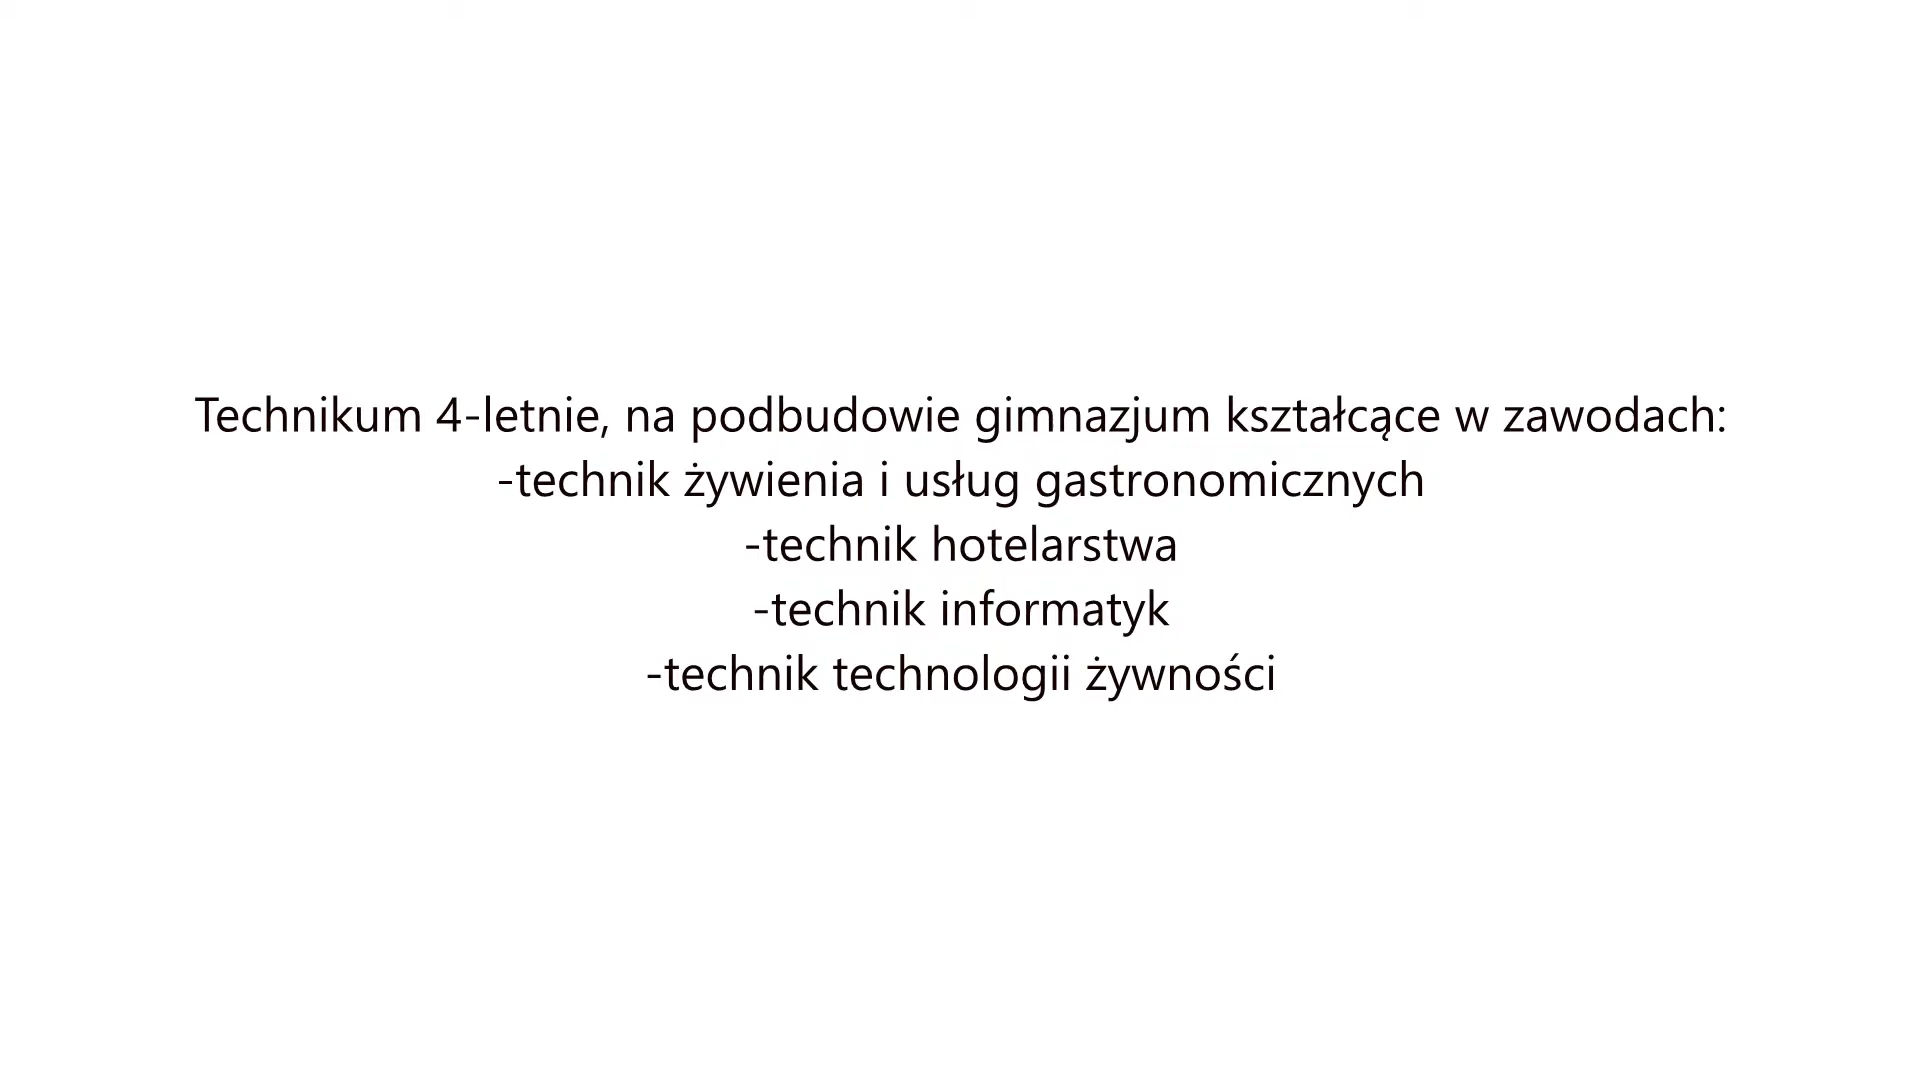 Technikum 4-letnie, na podbudowie gimnazjum kształcące w zawodach:
-technik żywienia i usług gastronomicznych
-technik hotelarstwa
-technik informatyk
-technik technologii żywności